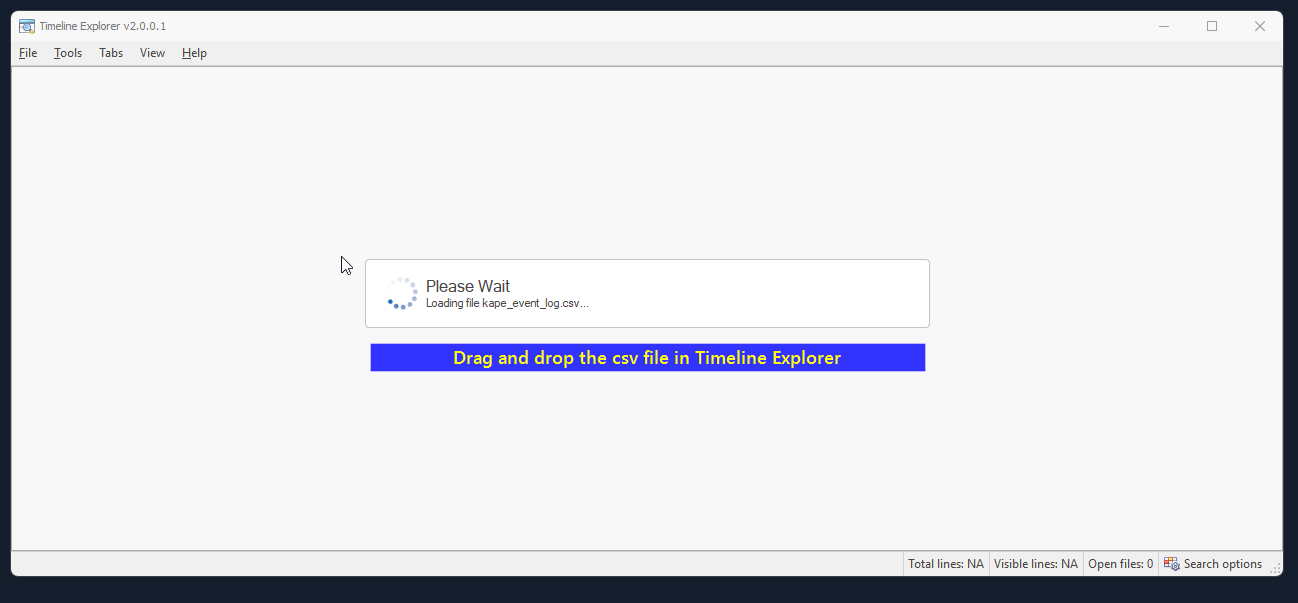 Timeline Explorer v2.0.0.1
File Tools Tabs View Help
Please Wait
Loading file kape_event_log.csv...
Drag and drop the csv file in Timeline Explorer
Total lines: NA Visible lines: NA Open files: 0 Search options